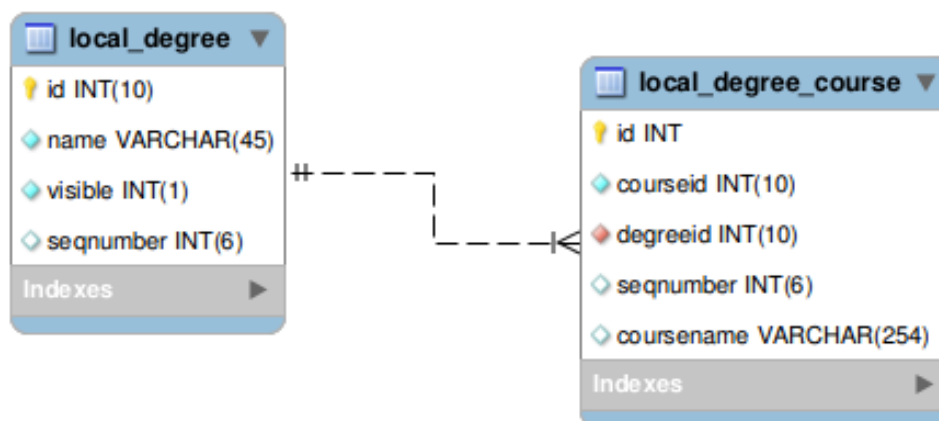 local_degree
id INT(10)
name VARCHAR(45)
visible INT(1)
seqnumber INT(6)
Indexes
local_degree_course
id INT
courseid INT(10)
degreeid INT(10)
seqnumber INT(6)
coursename VARCHAR(254)
Indexes